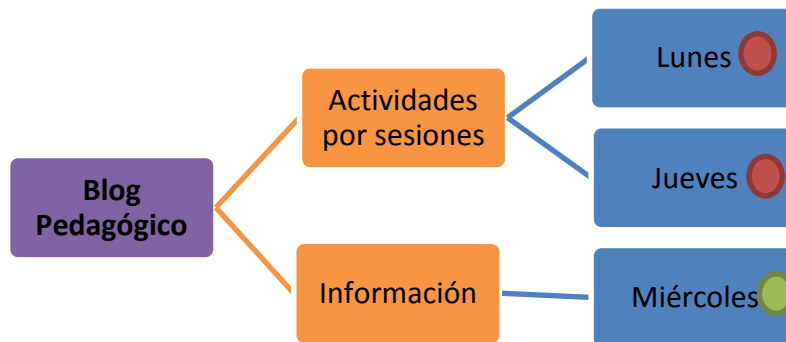 Blog
Pedagógico
Actividades
por sesiones
Información
Lunes
Jueves
Miércoles